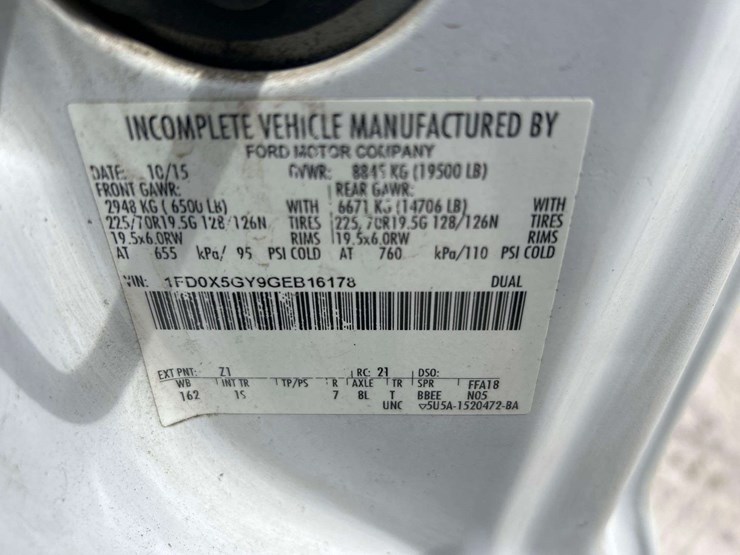 INCOMPLETE VEHICLE MANUFACTURED BY
FORD MOTOR COMPANY
DATE: 10/15 GVWR: 8845 KG (19500 LB)
FRONT GAWR: REAR GAWR:
2948 KG (6500 LB) WITH 6671 KG (14706 LB) WITH
225/70R19.5G 128/126N TIRES 225/70R19.5G 128/126N TIRES
19.5x6.0RW RIMS 19.5x6.0RW RIMS
AT 655 kPa/ 95 PSI COLD AT 760 kPa/110 PSI COLD
VIN: 1FD0X5GY9GEB16178 DUAL
EXT PNT: Z1 RC: 21 DSO:
WB INT TR TP/PS R AXLE TR SPR FFA18
162 1S 7 8L T BBEE N05
UNC ▽5U5A-1520472-BA